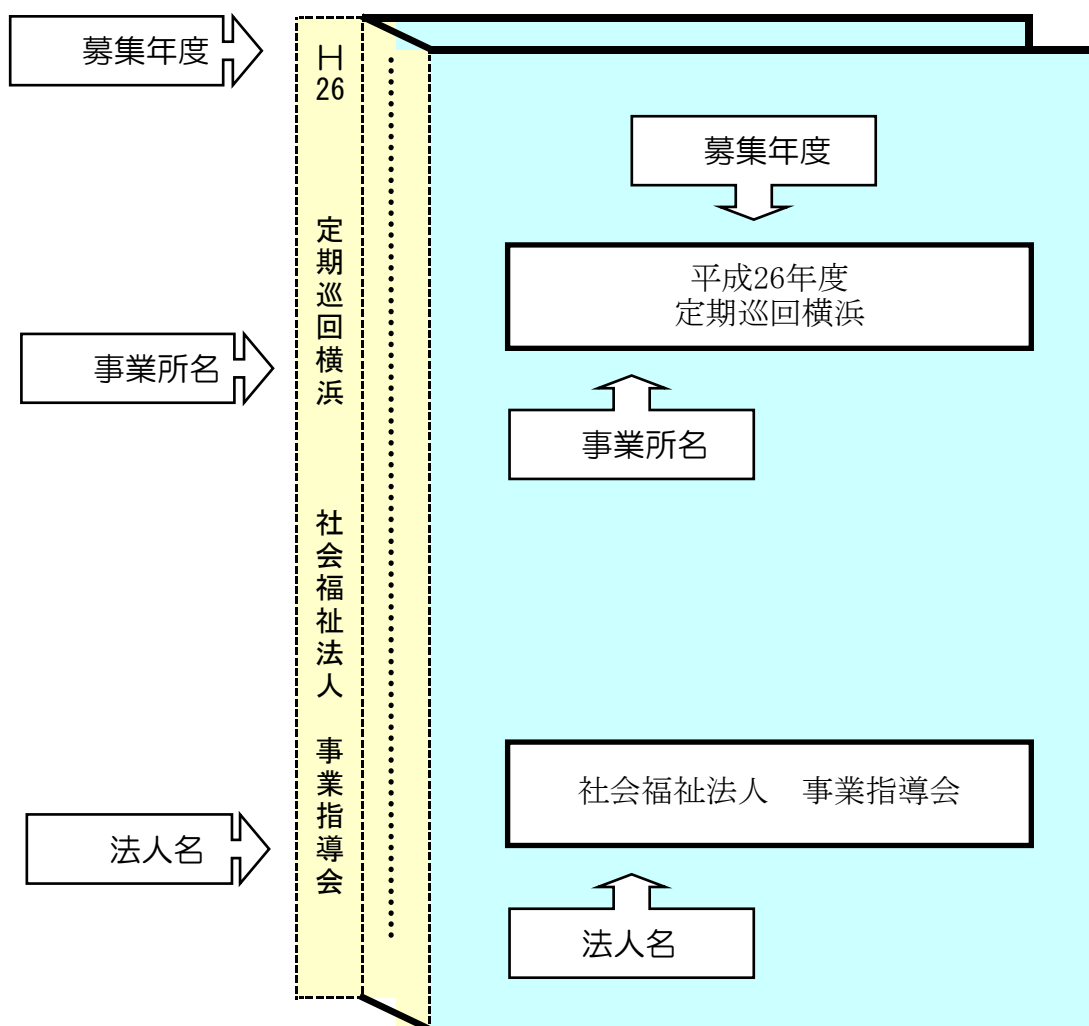 募集年度
事業所名
法人名
H
26
定期巡回横浜
社会福祉法人　事業指導会
募集年度
平成26年度
定期巡回横浜
事業所名
社会福祉法人　事業指導会
法人名